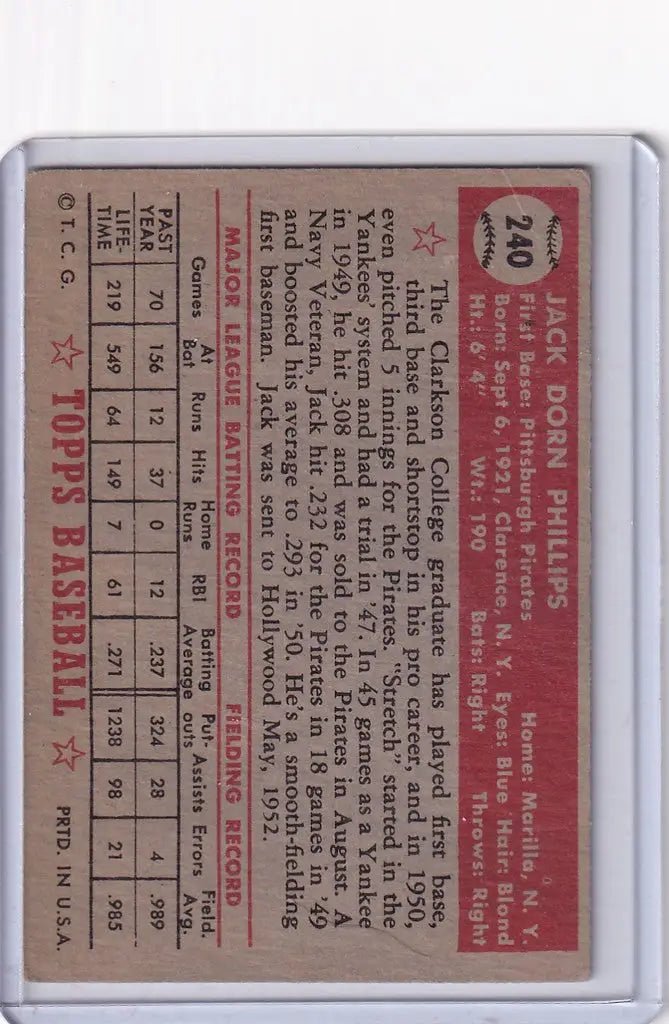 240
JACK DORN PHILLIPS
First Base: Pittsburgh Pirates Home: Marilla, N. Y.
Born: Sept 6, 1921, Clarence, N. Y. Eyes: Blue Hair: Blond
Ht.: 6' 4" Wt.: 190 Bats: Right Throws: Right
The Clarkson College graduate has played first base,
third base and shortstop in his pro career, and in 1950,
even pitched 5 innings for the Pirates. "Stretch" started in the
Yankees' system and had a trial in '47. In 45 games as a Yankee
in 1949, he hit .308 and was sold to the Pirates in August. A
Navy Veteran, Jack hit .232 for the Pirates in 18 games in '49
and boosted his average to .293 in '50. He's a smooth-fielding
first baseman. Jack was sent to Hollywood May, 1952.
MAJOR LEAGUE BATTING RECORD FIELDING RECORD
Games At Bat Runs Hits Home Runs RBI Batting Average Put-outs Assists Errors Field. Avg.
PAST YEAR 70 156 12 37 0 12 .237 324 28 4 .989
LIFE-TIME 219 549 64 149 7 61 .271 1238 98 21 .985
© T. C. G. TOPPS BASEBALL PRTD. IN U.S.A.